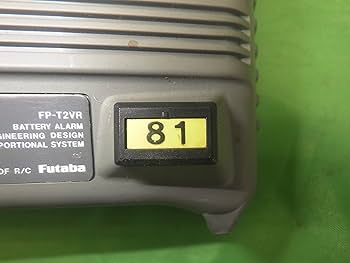 FP-T2VR
BATTERY ALARM
GINEERING DESIGN
PORTIONAL SYSTEM
OF R/C Futaba
81